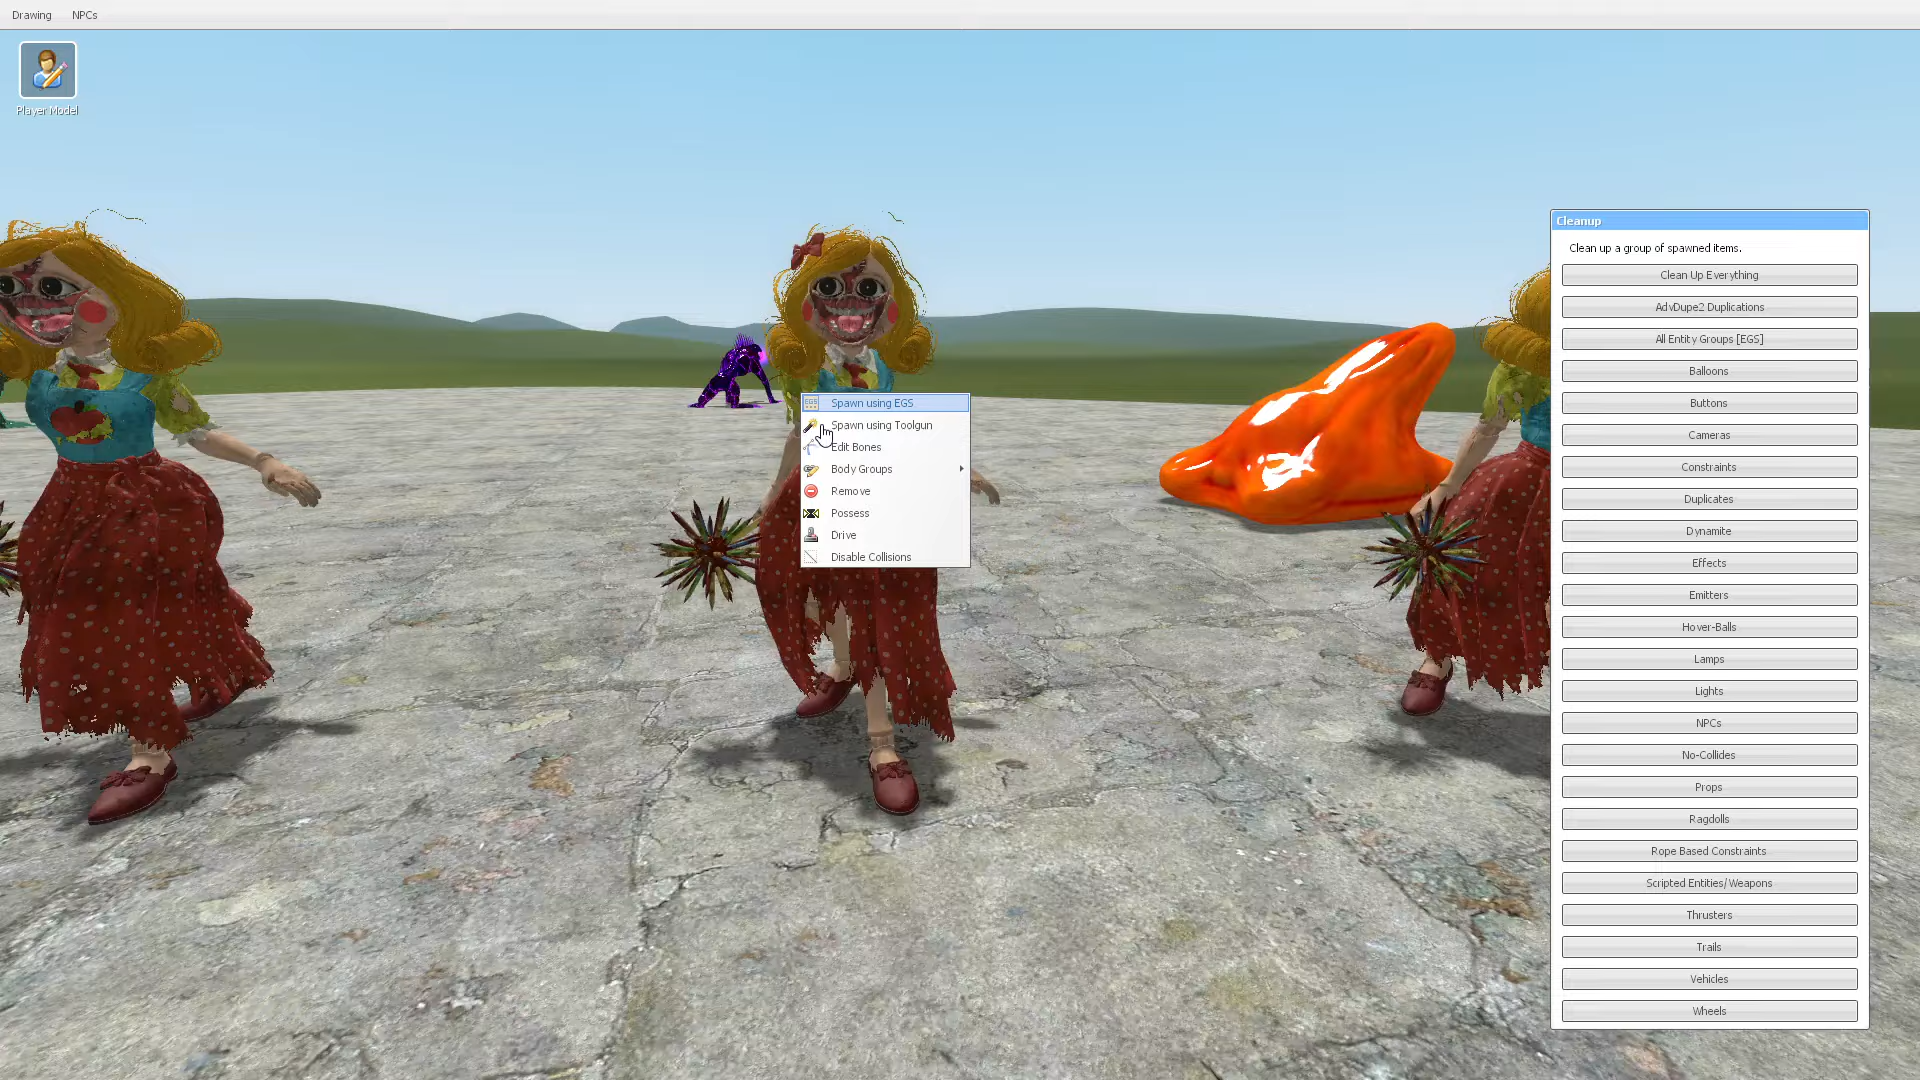 Drawing
NPCs
Player Model
Spawn using EGS
Spawn using Toolgun
Edit Bones
Body Groups
Remove
Possess
Drive
Disable Collisions
Cleanup
Clean up a group of spawned items.
Clean Up Everything
AdvDupe2 Duplications
All Entity Groups [EGS]
Balloons
Buttons
Cameras
Constraints
Duplicates
Dynamite
Effects
Emitters
Hover-Balls
Lamps
Lights
NPCs
No-Collides
Props
Ragdolls
Rope Based Constraints
Scripted Entities/Weapons
Thrusters
Trails
Vehicles
Wheels